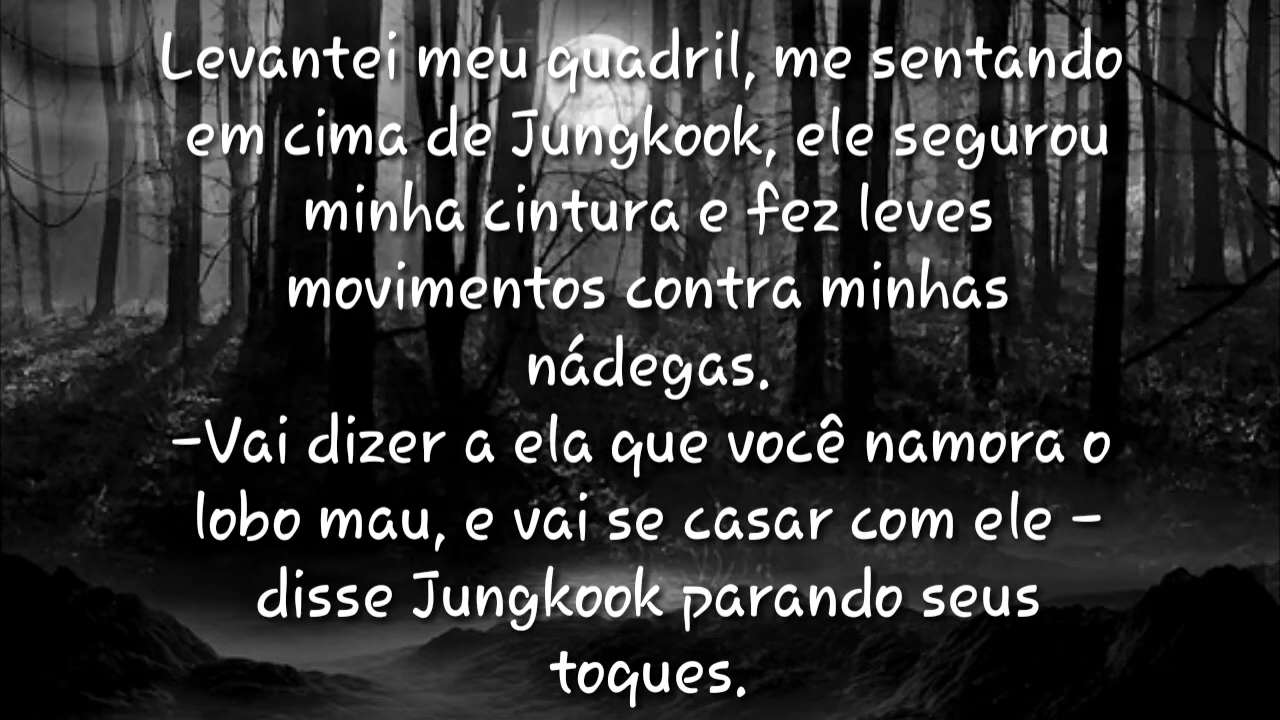 Levantei meu quadril, me sentando
em cima de Jungkook, ele segurou
minha cintura e fez leves
movimentos contra minhas
nádegas.
-Vai dizer a ela que você namora o
lobo mau, e vai se casar com ele -
disse Jungkook parando seus
toques.